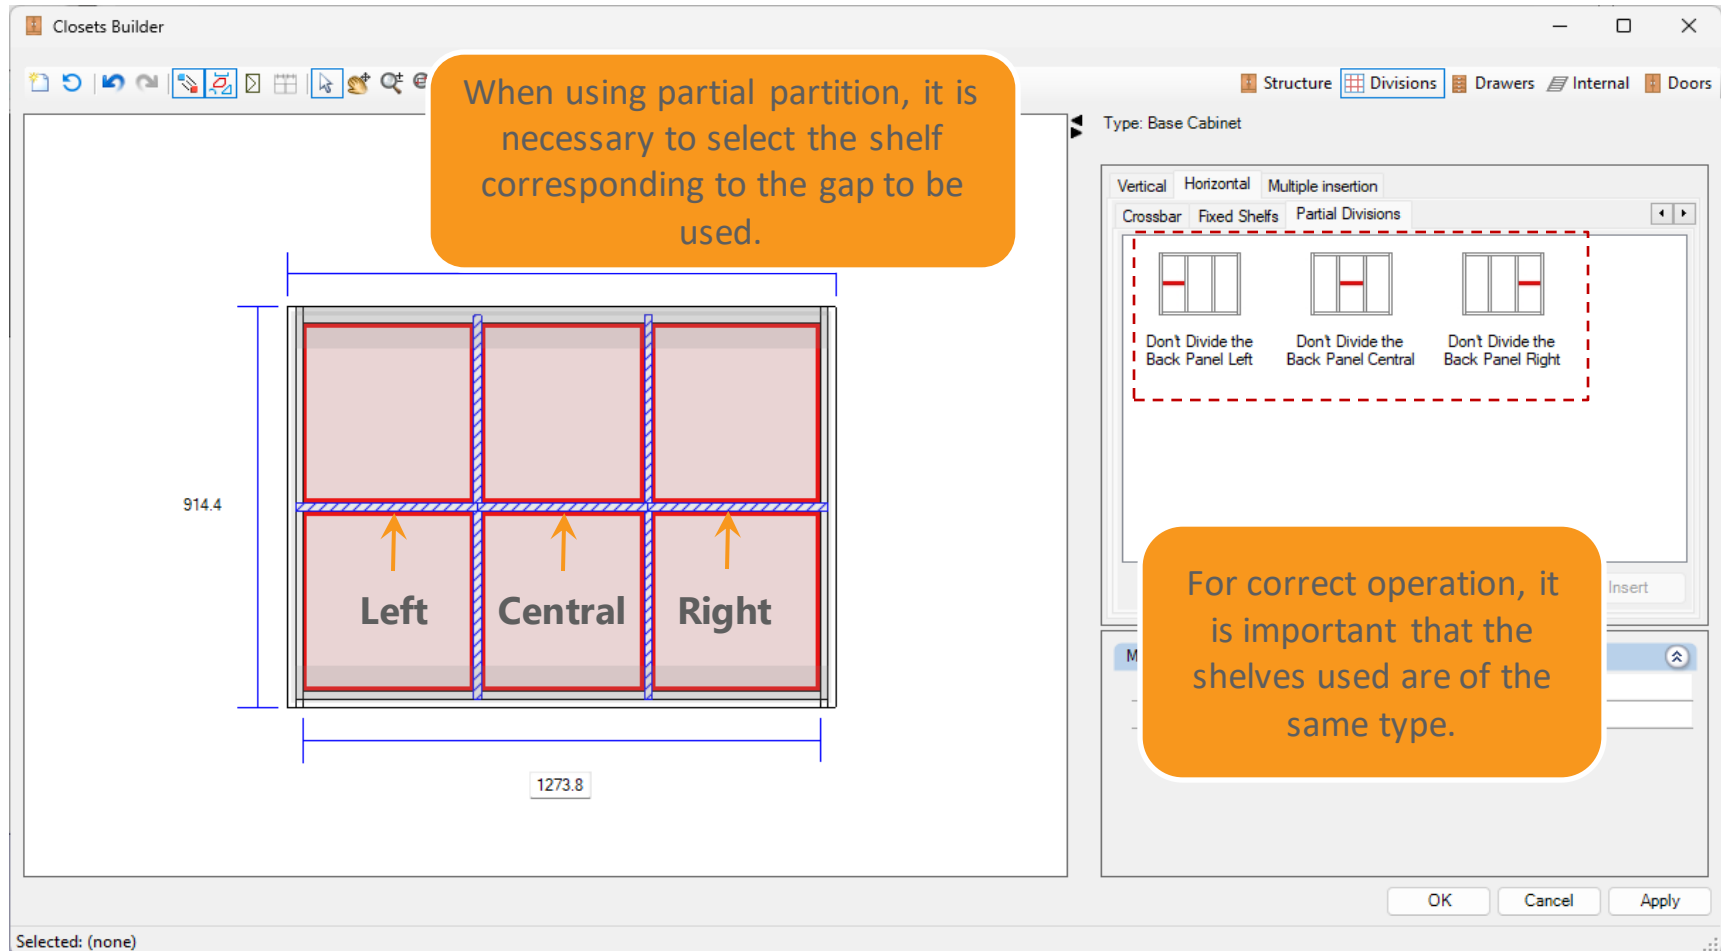 Closets Builder
Structure Divisions Drawers Internal Doors
When using partial partition, it is
necessary to select the shelf
corresponding to the gap to be
used.
Type: Base Cabinet
Vertical Horizontal Multiple insertion
Crossbar Fixed Shelfs Partial Divisions
Don't Divide the
Back Panel Left
Don't Divide the
Back Panel Central
Don't Divide the
Back Panel Right
914.4
Left Central Right
1273.8
Insert
For correct operation, it
is important that the
shelves used are of the
same type.
OK Cancel Apply
Selected: (none)